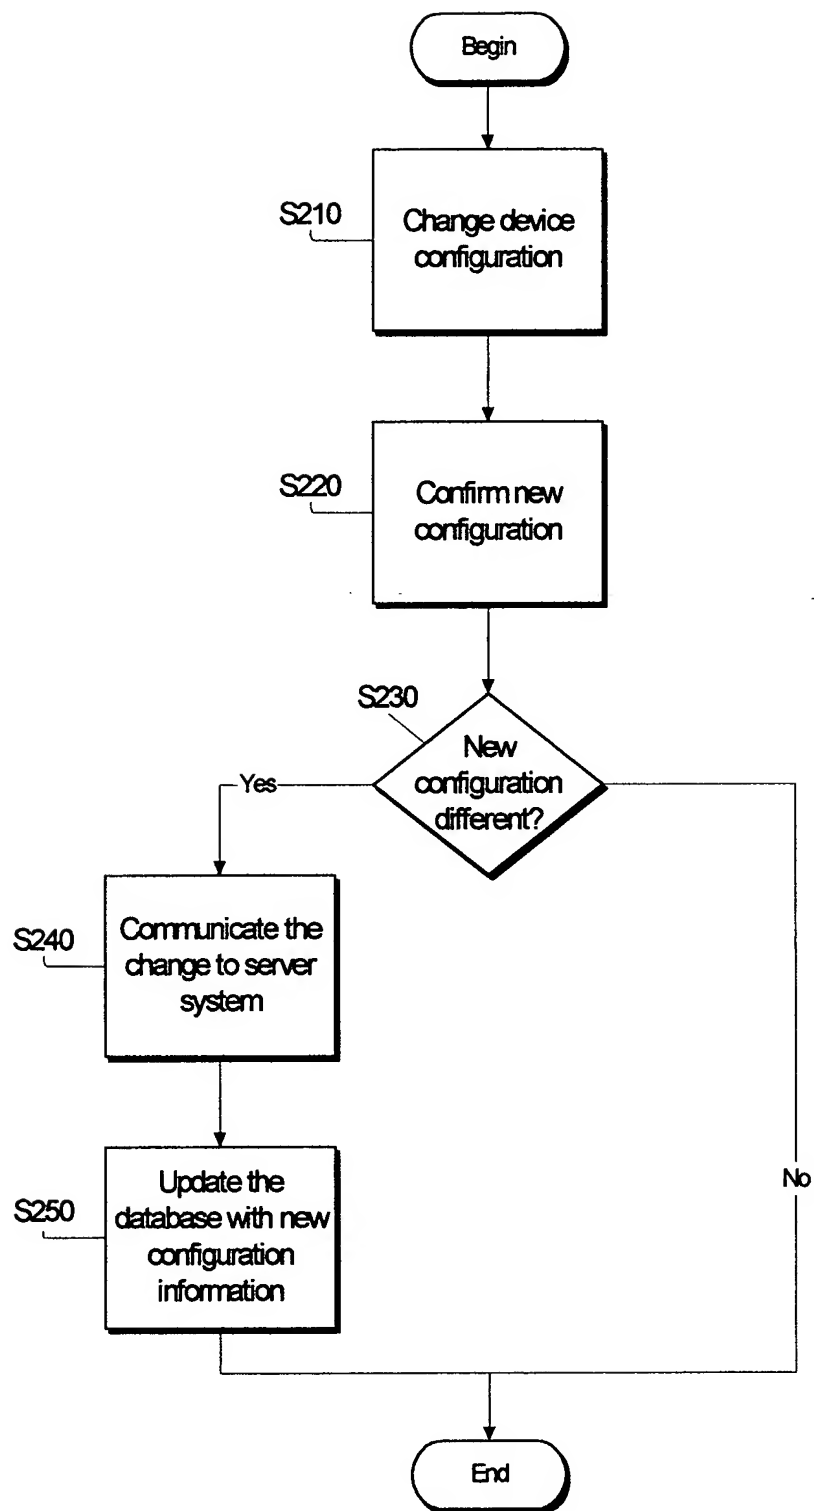 Begin
S210
Change device
configuration
S220
Confirm new
configuration
S230
New
configuration
different?
Yes
S240
Communicate the
change to server
system
No
S250
Update the
database with new
configuration
information
End